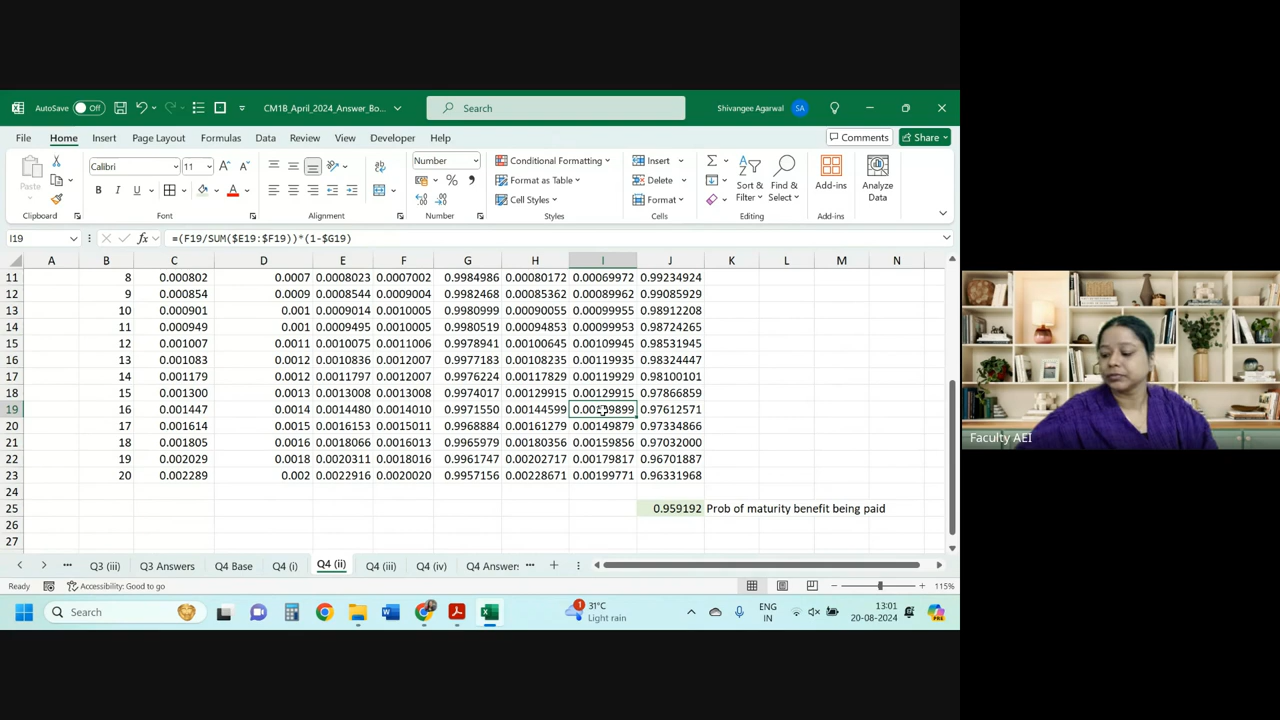 AutoSave Off CM1B_April_2024_Answer_Bo... Search Shivangee Agarwal SA
File Home Insert Page Layout Formulas Data Review View Developer Help Comments Share
Paste Calibri 11 Number Conditional Formatting Insert
B I U Format as Table Delete Sort & Filter Find & Select Add-ins Analyze Data
Cell Styles Format
Clipboard Font Alignment Number Styles Cells Add-ins
I19 fx =(F19/SUM($E19:$F19))*(1-$G19)
A B C D E F G H I J K L M N
11 8 0.000802 0.0007 0.0008023 0.0007002 0.9984986 0.00080172 0.00069972 0.99234924
12 9 0.000854 0.0009 0.0008544 0.0009004 0.9982468 0.00085362 0.00089962 0.99085929
13 10 0.000901 0.001 0.0009014 0.0010005 0.9980999 0.00090055 0.00099955 0.98912208
14 11 0.000949 0.001 0.0009495 0.0010005 0.9980519 0.00094853 0.00099953 0.98724265
15 12 0.001007 0.0011 0.0010075 0.0011006 0.9978941 0.00100645 0.00109945 0.98531945
16 13 0.001083 0.0012 0.0010836 0.0012007 0.9977183 0.00108235 0.00119935 0.98324447
17 14 0.001179 0.0012 0.0011797 0.0012007 0.9976224 0.00117829 0.00119929 0.98100101
18 15 0.001300 0.0013 0.0013008 0.0013008 0.9974017 0.00129915 0.00129915 0.97866859
19 16 0.001447 0.0014 0.0014480 0.0014010 0.9971550 0.00144599 0.97612571
20 17 0.001614 0.0015 0.0016153 0.0015011 0.9968884 0.00161279 0.00149879 0.97334866
21 18 0.001805 0.0016 0.0018066 0.0016013 0.9965979 0.00180356 0.00159856 0.97032000
22 19 0.002029 0.0018 0.0020311 0.0018016 0.9961747 0.00202717 0.00179817 0.96701887
23 20 0.002289 0.002 0.0022916 0.0020020 0.9957156 0.00228671 0.00199771 0.96331968
24
25 0.959192 Prob of maturity benefit being paid
26
27
Q3 (iii) Q3 Answers Q4 Base Q4 (i) Q4 (ii) Q4 (iii) Q4 (iv) Q4 Answer:
Ready Accessibility: Good to go 115%
Search 31°C Light rain ENG IN 13:01 20-08-2024
Faculty AEI